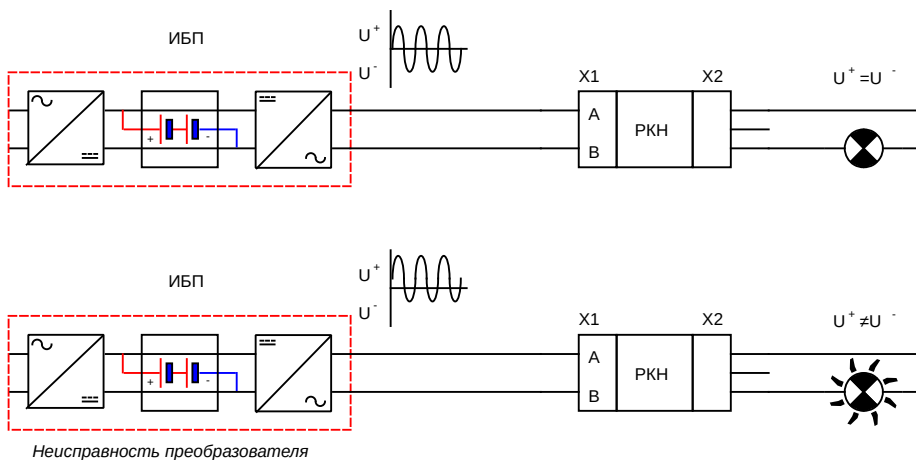 ИБП
U+
U-
X1
X2
U+ =U-
A
РКН
B
+
-
ИБП
U+
U-
X1
X2
U+ ≠U-
A
РКН
B
+
-
Неисправность преобразователя